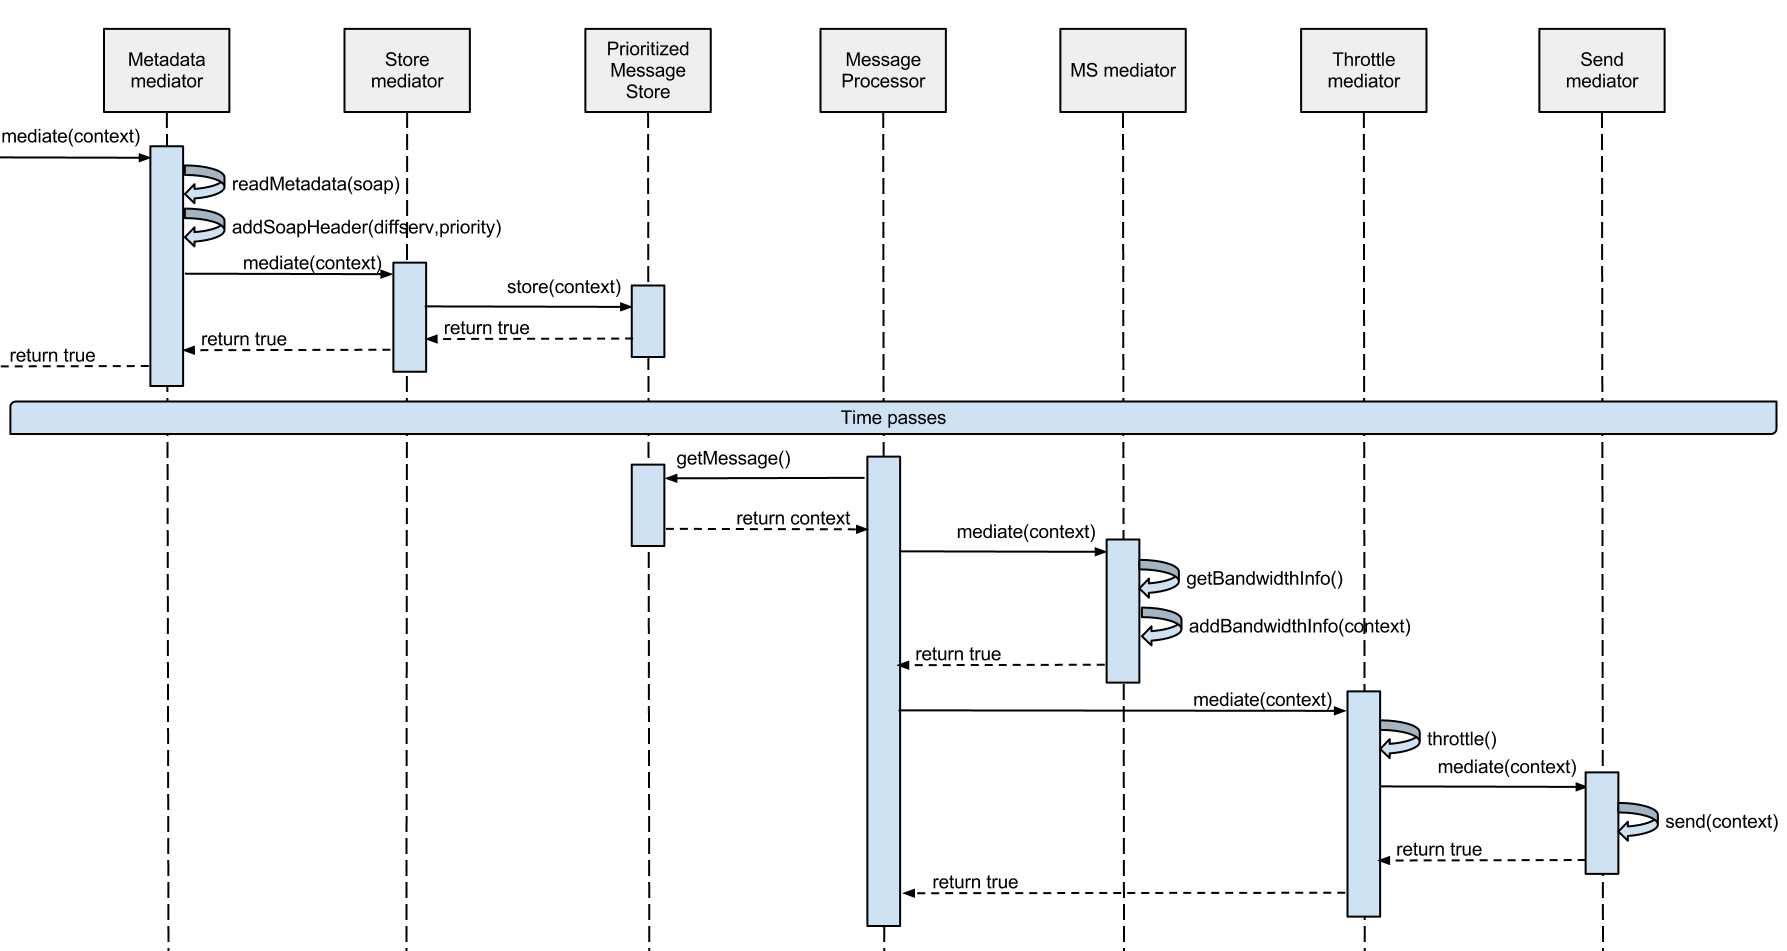 Metadata
mediator
Store
mediator
Prioritized
Message
Store
Message
Processor
MS mediator
Throttle
mediator
Send
mediator
mediate(context)
readMetadata(soap)
addSoapHeader(diffserv,priority)
mediate(context)
store(context)
return true
return true
return true
Time passes
getMessage()
return context
mediate(context)
getBandwidthInfo()
addBandwidthInfo(context)
return true
mediate(context)
throttle()
mediate(context)
send(context)
return true
return true